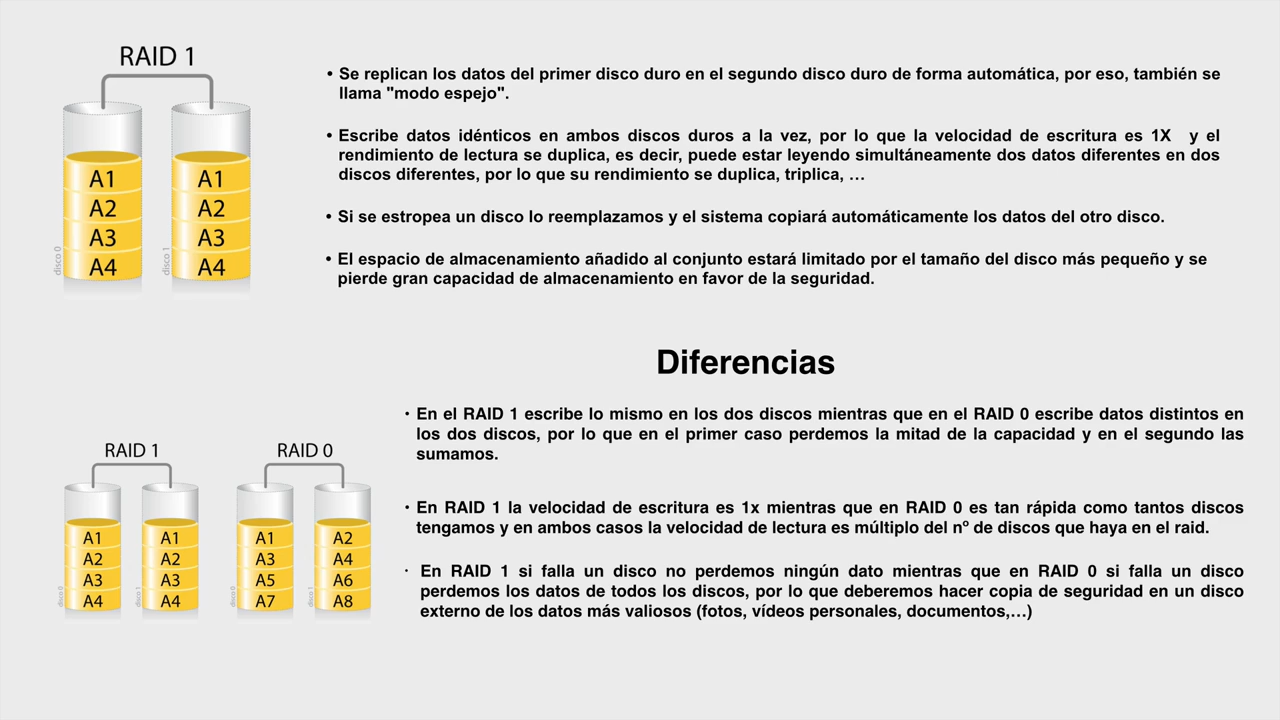 RAID 1
A1 A1
A2 A2
A3 A3
A4 A4
disco 0 disco 1
• Se replican los datos del primer disco duro en el segundo disco duro de forma automática, por eso, también se
llama "modo espejo".
• Escribe datos idénticos en ambos discos duros a la vez, por lo que la velocidad de escritura es 1X y el
rendimiento de lectura se duplica, es decir, puede estar leyendo simultáneamente dos datos diferentes en dos
discos diferentes, por lo que su rendimiento se duplica, triplica, …
• Si se estropea un disco lo reemplazamos y el sistema copiará automáticamente los datos del otro disco.
• El espacio de almacenamiento añadido al conjunto estará limitado por el tamaño del disco más pequeño y se
pierde gran capacidad de almacenamiento en favor de la seguridad.
Diferencias
RAID 1 RAID 0
A1 A1 A1 A2
A2 A2 A3 A4
A3 A3 A5 A6
A4 A4 A7 A8
disco 0 disco 1 disco 0 disco 1
• En el RAID 1 escribe lo mismo en los dos discos mientras que en el RAID 0 escribe datos distintos en
los dos discos, por lo que en el primer caso perdemos la mitad de la capacidad y en el segundo las
sumamos.
• En RAID 1 la velocidad de escritura es 1x mientras que en RAID 0 es tan rápida como tantos discos
tengamos y en ambos casos la velocidad de lectura es múltiplo del nº de discos que haya en el raid.
• En RAID 1 si falla un disco no perdemos ningún dato mientras que en RAID 0 si falla un disco
perdemos los datos de todos los discos, por lo que deberemos hacer copia de seguridad en un disco
externo de los datos más valiosos (fotos, vídeos personales, documentos,…)